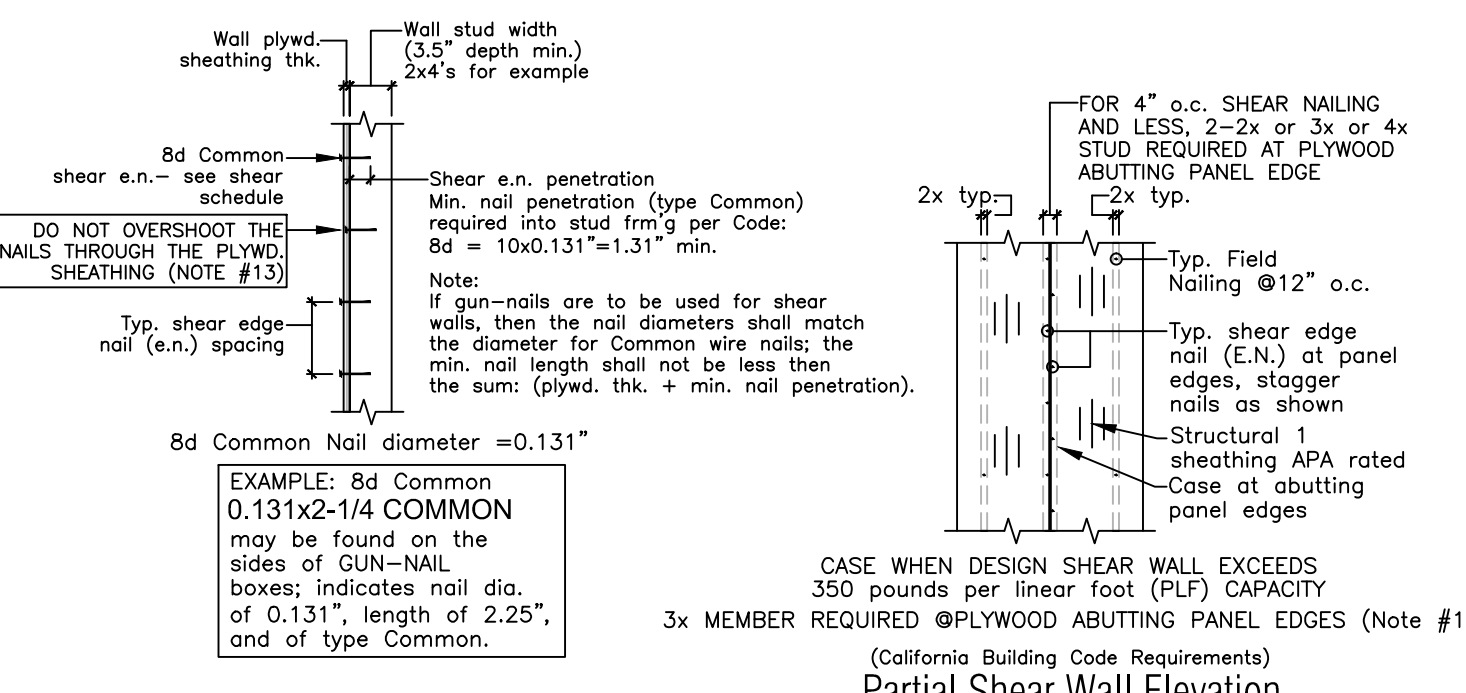 Wall plywd.
sheathing thk.
Wall stud width
(3.5" depth min.)
2x4's for example
8d Common
shear e.n.– see shear
schedule
DO NOT OVERSHOOT THE
NAILS THROUGH THE PLYWD.
SHEATHING (NOTE #13)
Typ. shear edge
nail (e.n.) spacing
Shear e.n. penetration
Min. nail penetration (type Common)
required into stud frm'g per Code:
8d = 10x0.131"=1.31" min.
Note:
If gun–nails are to be used for shear
walls, then the nail diameters shall match
the diameter for Common wire nails; the
min. nail length shall not be less then
the sum: (plywd. thk. + min. nail penetration).
8d Common Nail diameter =0.131"
EXAMPLE: 8d Common
0.131x2-1/4 COMMON
may be found on the
sides of GUN–NAIL
boxes; indicates nail dia.
of 0.131", length of 2.25",
and of type Common.
FOR 4" o.c. SHEAR NAILING
AND LESS, 2–2x or 3x or 4x
STUD REQUIRED AT PLYWOOD
ABUTTING PANEL EDGE
2x typ.
2x typ.
Typ. Field
Nailing @12" o.c.
Typ. shear edge
nail (E.N.) at panel
edges, stagger
nails as shown
Structural 1
sheathing APA rated
Case at abutting
panel edges
CASE WHEN DESIGN SHEAR WALL EXCEEDS
350 pounds per linear foot (PLF) CAPACITY
3x MEMBER REQUIRED @PLYWOOD ABUTTING PANEL EDGES (Note #1
(California Building Code Requirements)
Partial Shear Wall Elevation